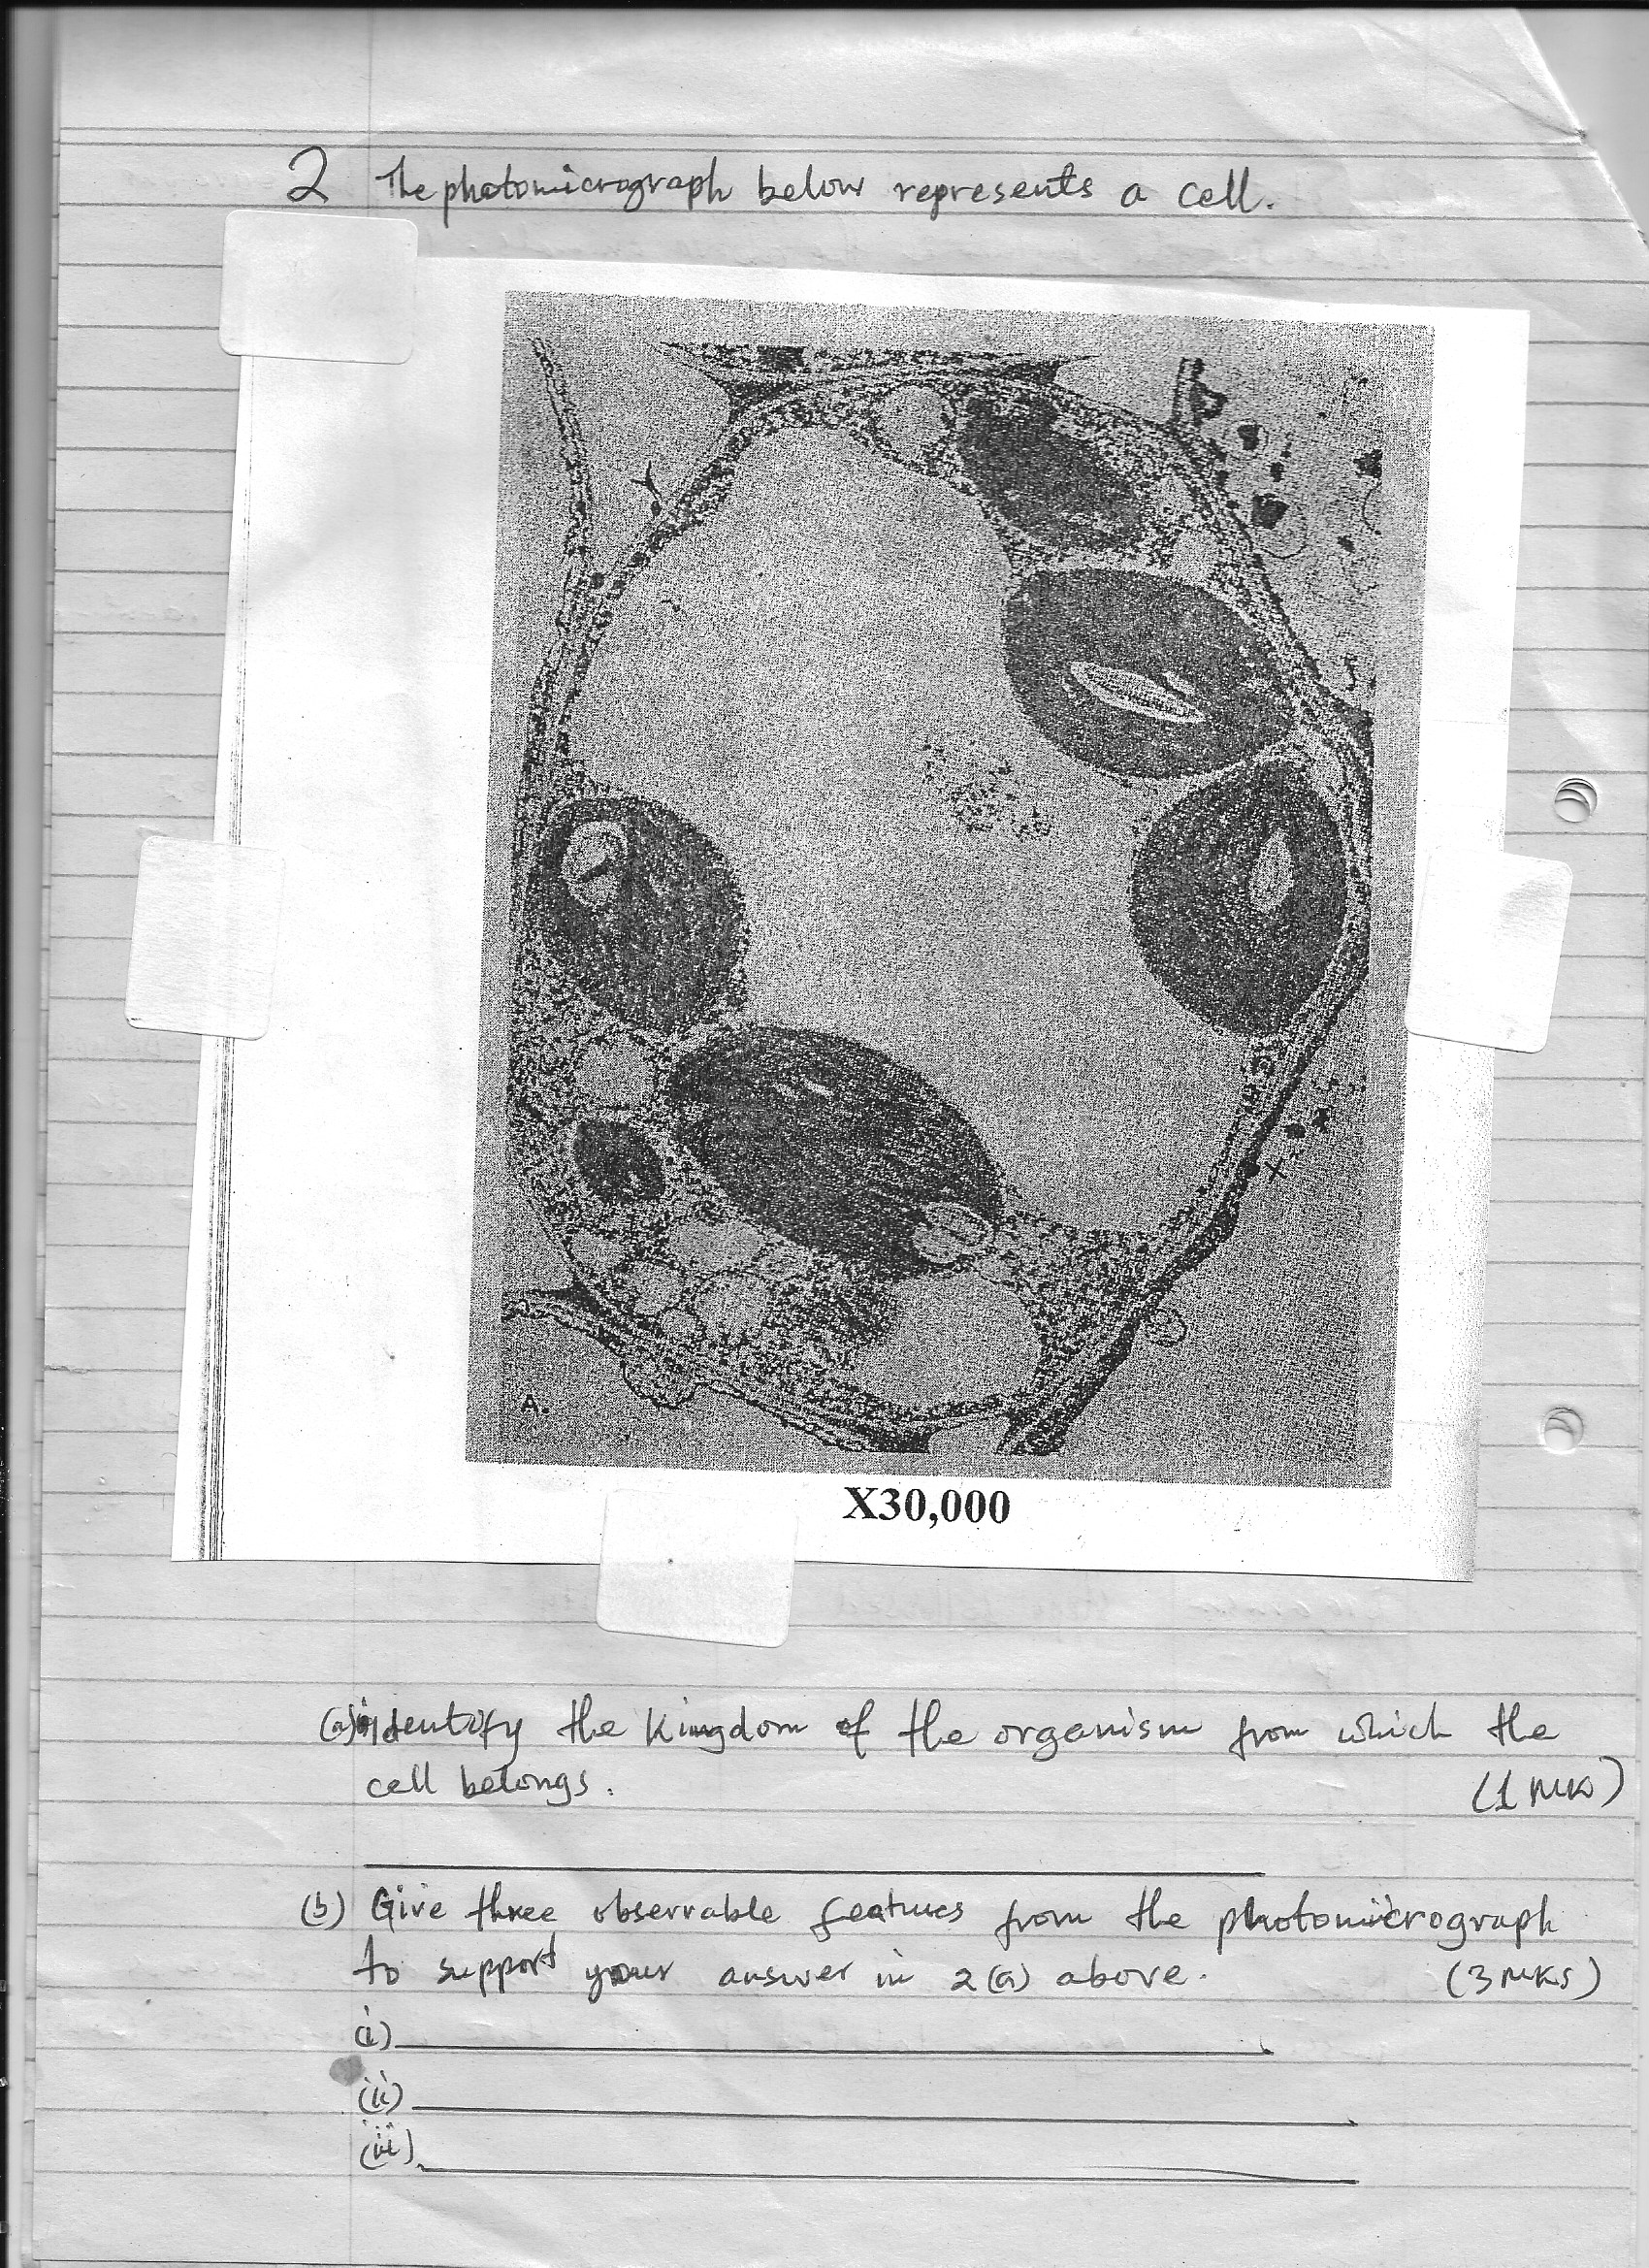 2 The photomicrograph below represents a cell.
A.
X30,000
(a) identify the kingdom of the organism from which the
cell belongs. (1 mk)
(b) Give three observable features from the photomicrograph
to support your answer in 2(a) above. (3 mks)
(i)
(ii)
(iii)